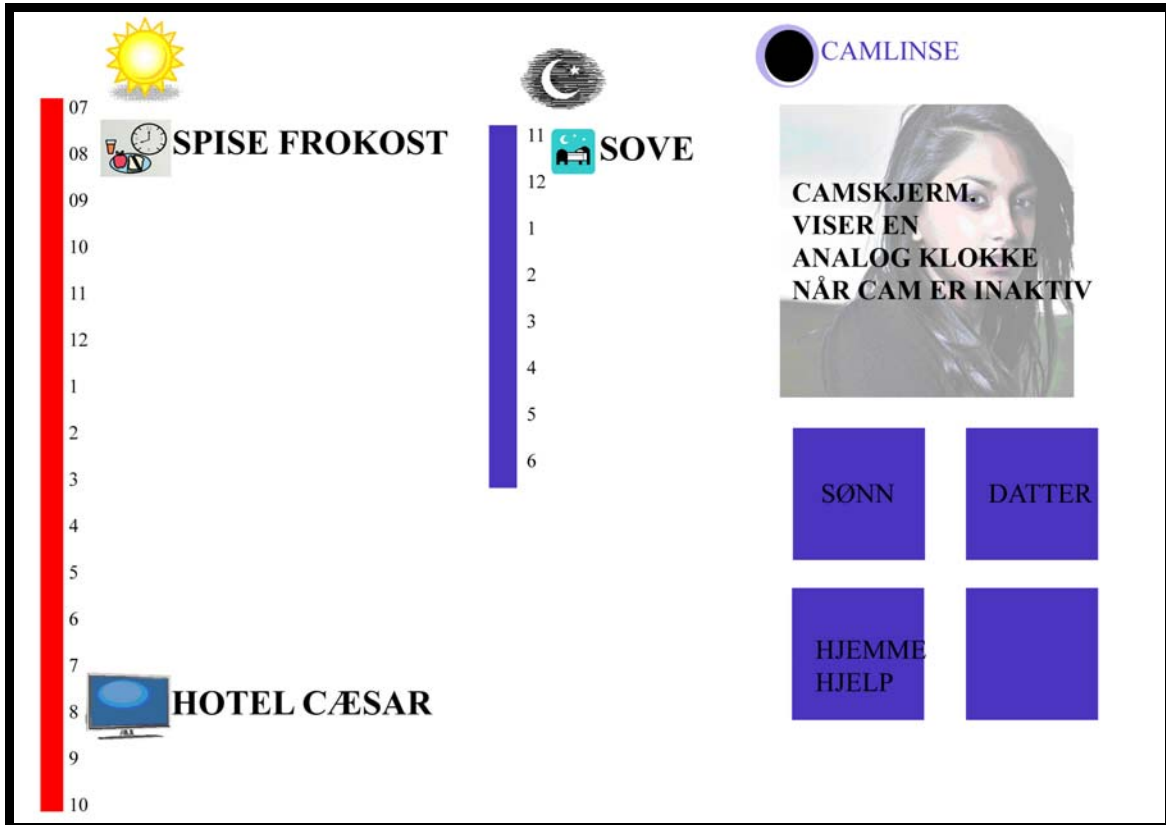 07
SPISE FROKOST
08
09
10
11
12
1
2
3
4
5
6
7
HOTEL CÆSAR
8
9
10
11
SOVE
12
1
2
3
4
5
6
CAMLINSE
CAMSKJERM.
VISER EN
ANALOG KLOKKE
NÅR CAM ER INAKTIV
SØNN
DATTER
HJEMME
HJELP